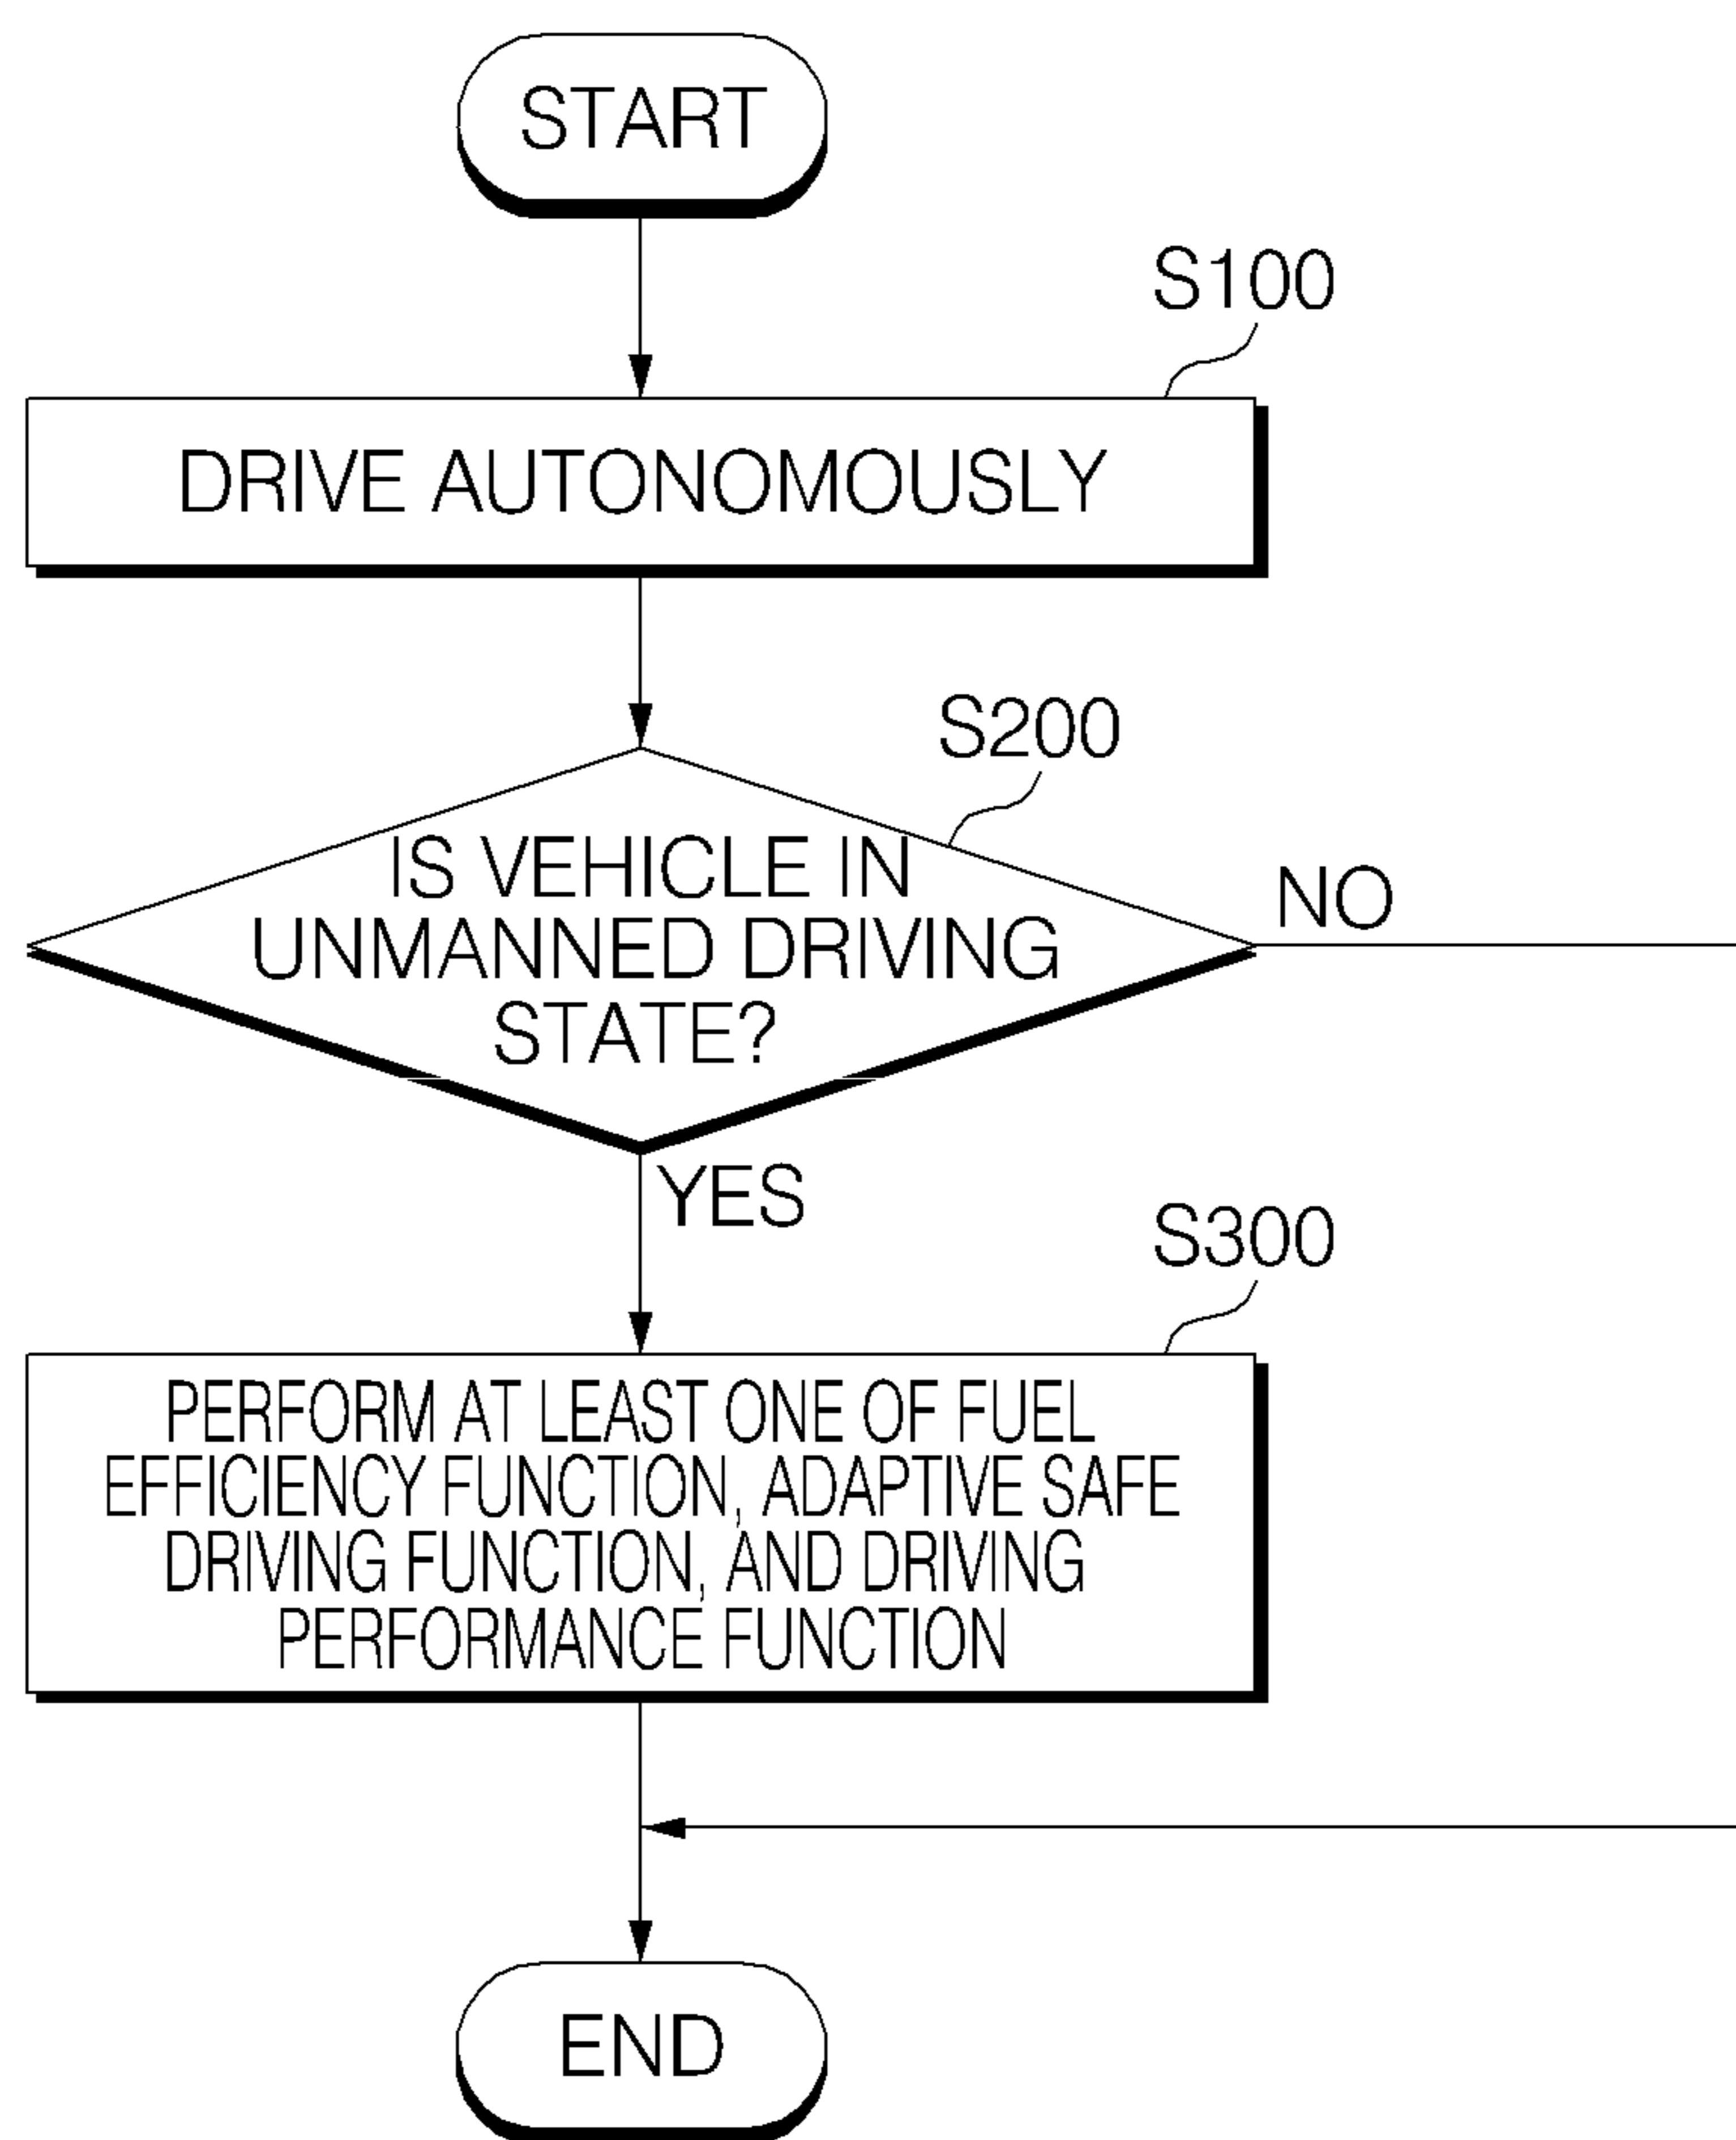 START
S100
DRIVE AUTONOMOUSLY
S200
IS VEHICLE IN
UNMANNED DRIVING
STATE?
NO
YES
S300
PERFORM AT LEAST ONE OF FUEL
EFFICIENCY FUNCTION, ADAPTIVE SAFE
DRIVING FUNCTION, AND DRIVING
PERFORMANCE FUNCTION
END